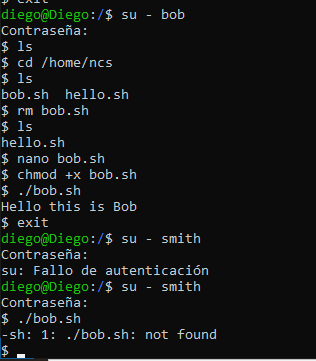 $ exit
diego@Diego:/$ su - bob
Contraseña:
$ ls
$ cd /home/ncs
$ ls
bob.sh  hello.sh
$ rm bob.sh
$ ls
hello.sh
$ nano bob.sh
$ chmod +x bob.sh
$ ./bob.sh
Hello this is Bob
$ exit
diego@Diego:/$ su - smith
Contraseña:
su: Fallo de autenticación
diego@Diego:/$ su - smith
Contraseña:
$ ./bob.sh
-sh: 1: ./bob.sh: not found
$